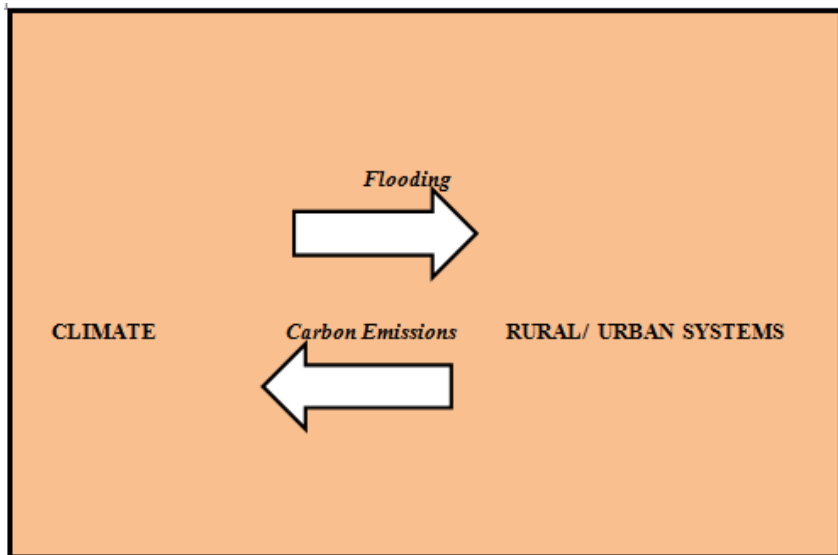 Flooding
CLIMATE
Carbon Emissions
RURAL/ URBAN SYSTEMS